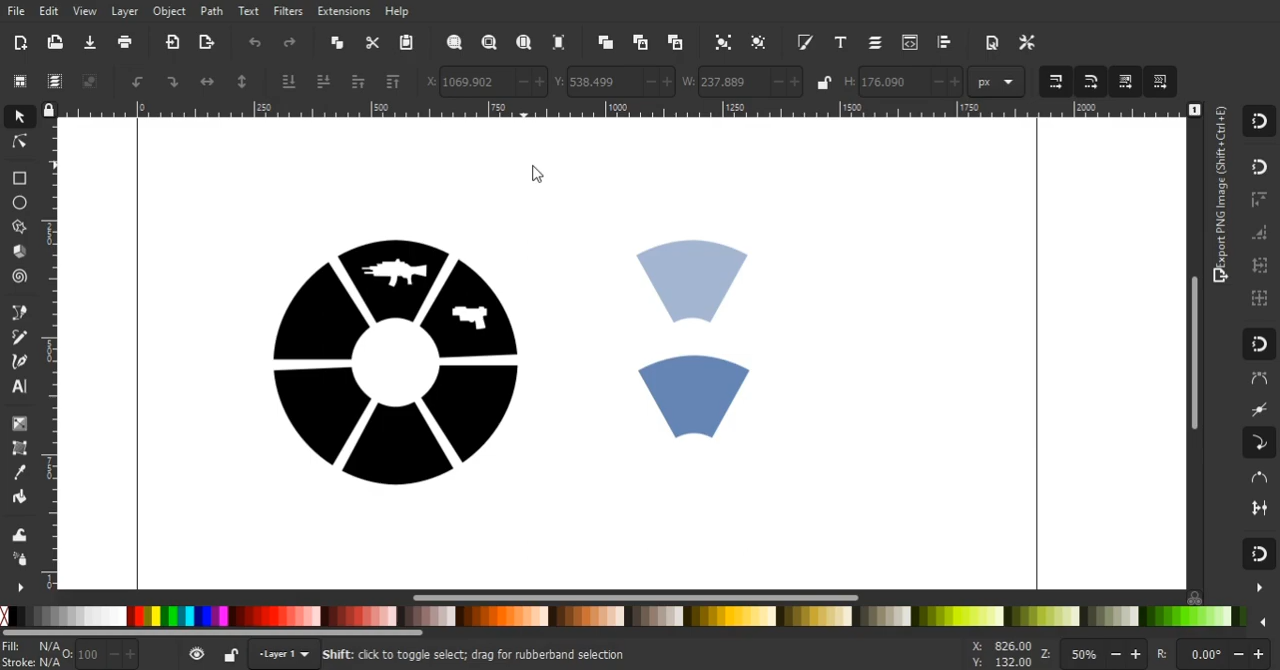 File Edit View Layer Object Path Text Filters Extensions Help
X: 1069.902 Y: 538.499 W: 237.889 H: 176.090 px
0 250 500 750 1000 1250 1500 1750 2000 1
Export PNG Image (Shift+Ctrl+E)
Fill: N/A O: 100 -Layer 1 Shift: click to toggle select; drag for rubberband selection X: 826.00 Z: 50% R: 0.00°
Stroke: N/A Y: 132.00